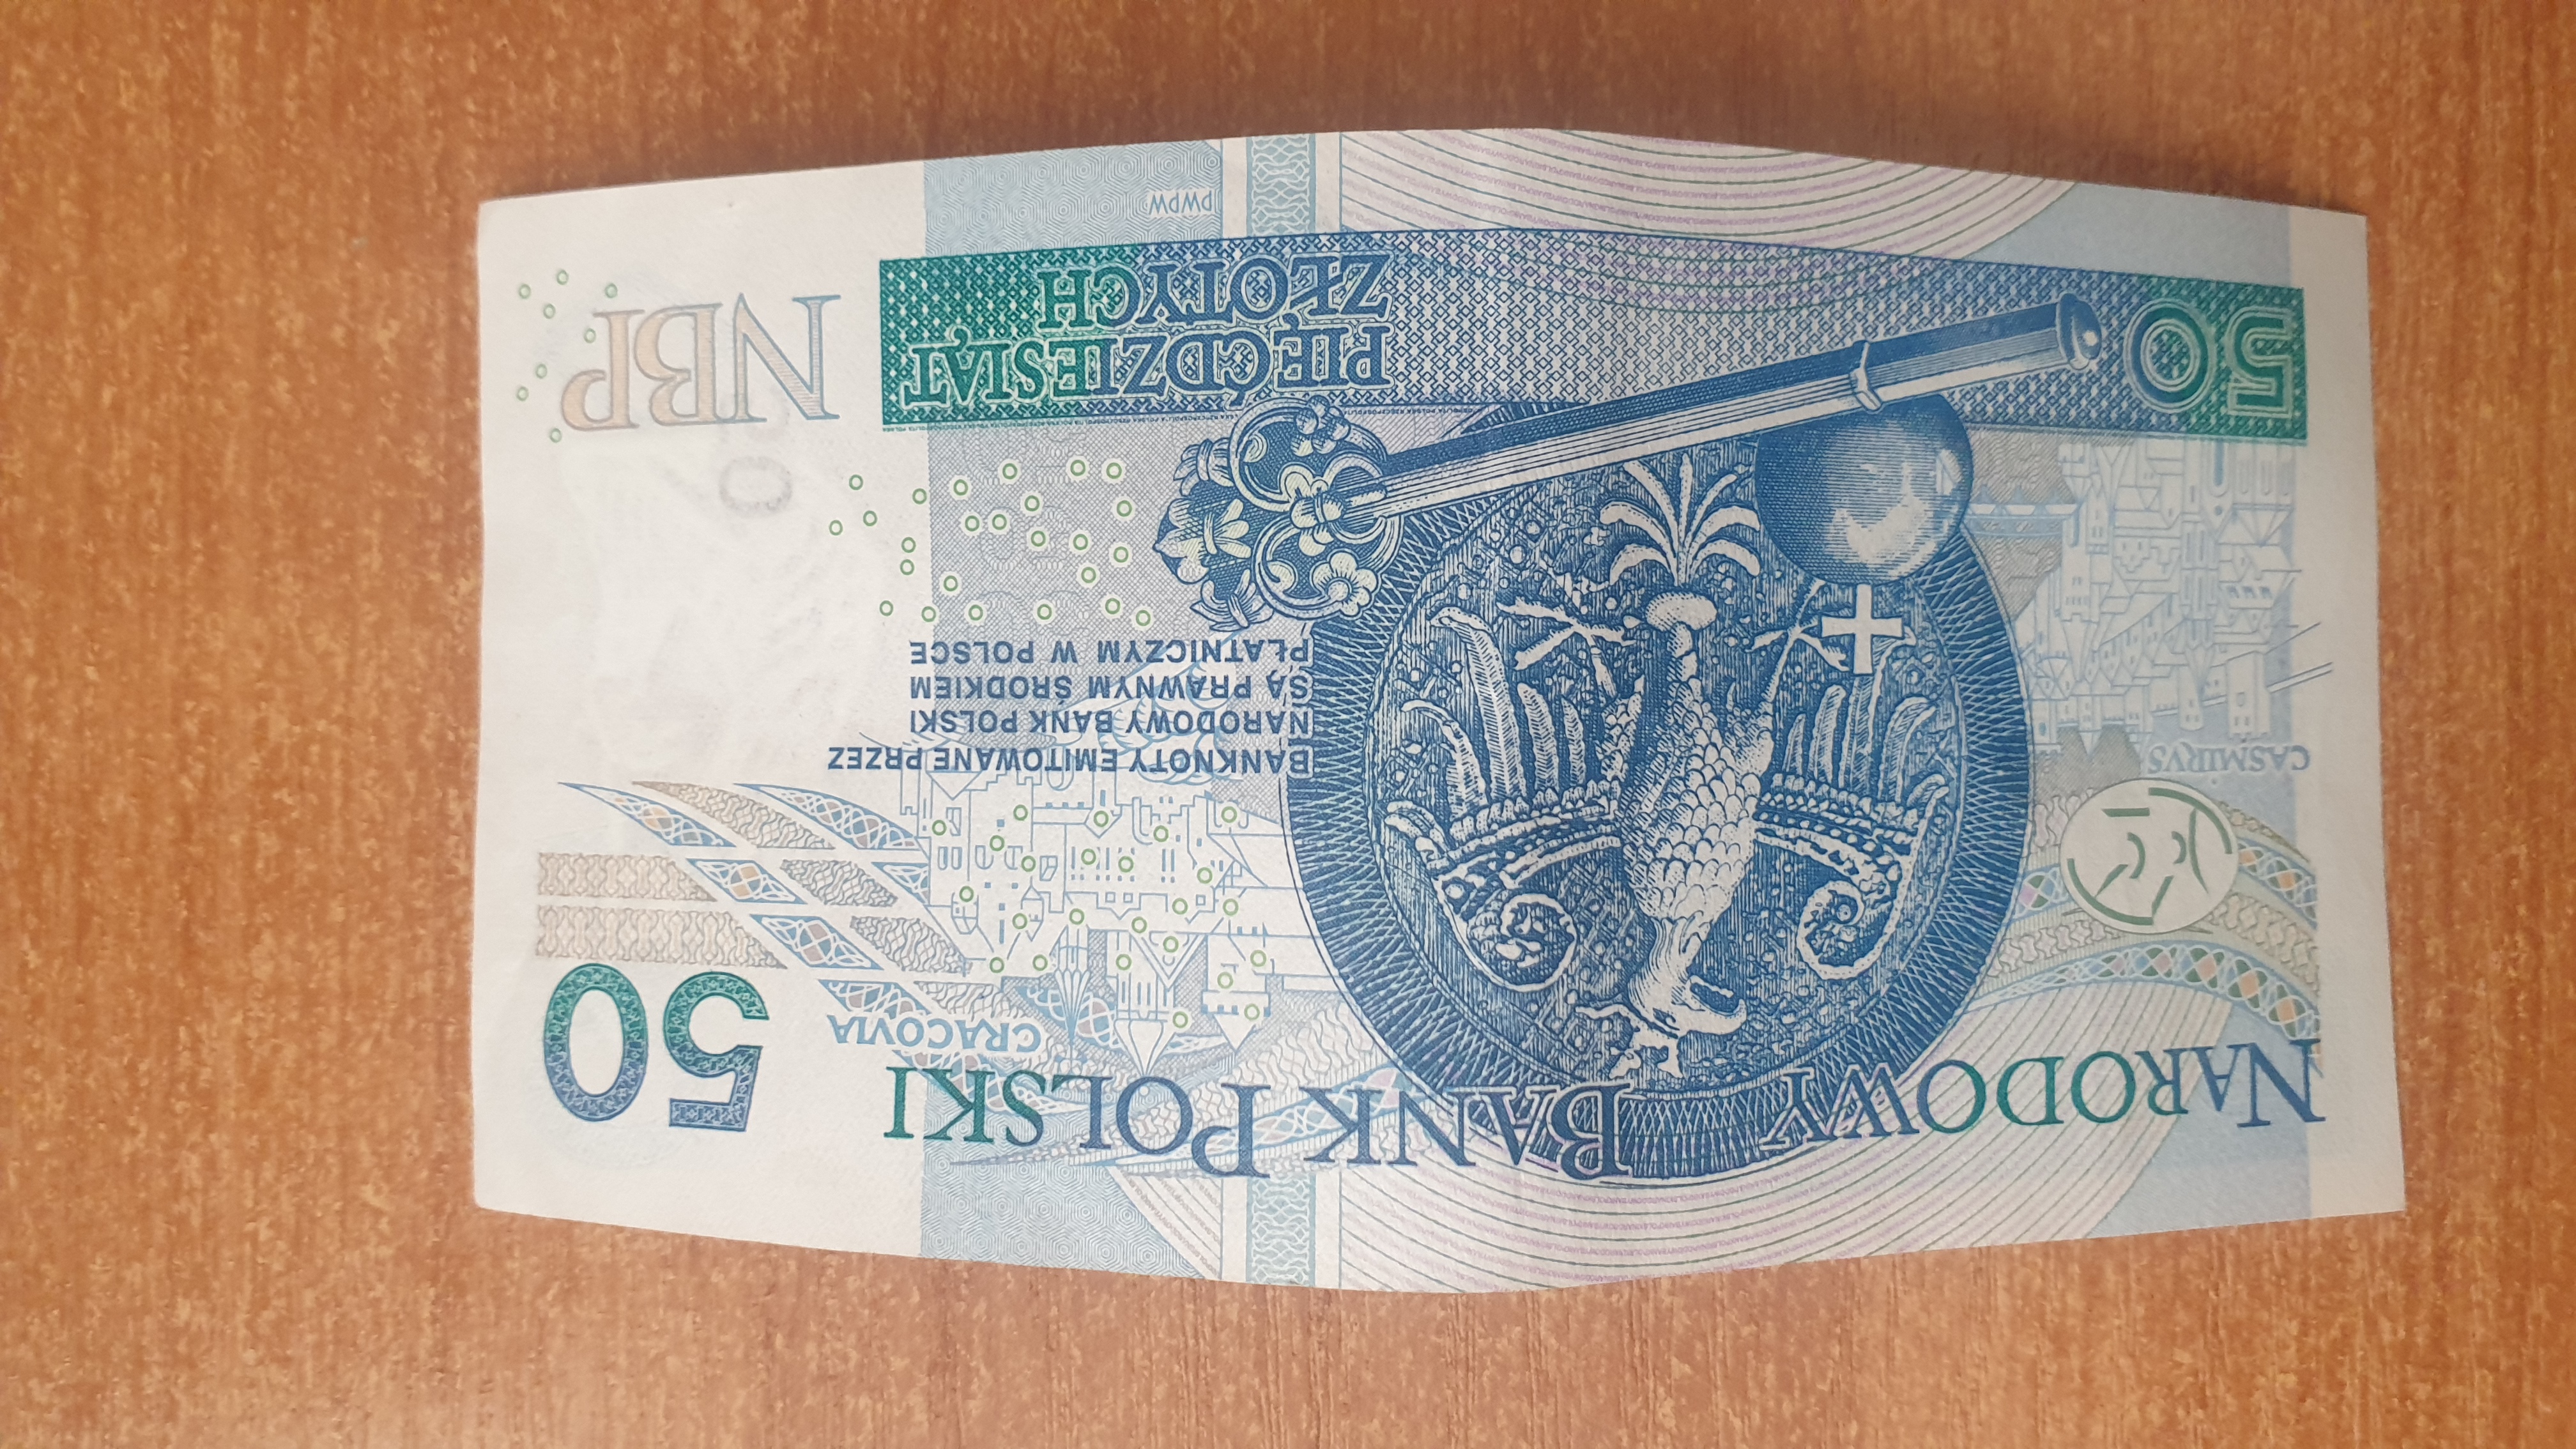 NARODOWY BANK POLSKI
50
CRACOVIA
CASMIRVS
BANKNOTY EMITOWANE PRZEZ
NARODOWY BANK POLSKI
SĄ PRAWNYM ŚRODKIEM
PŁATNICZYM W POLSCE
50
50
PIĘĆDZIESIĄT
ZŁOTYCH
NBP
PWPW